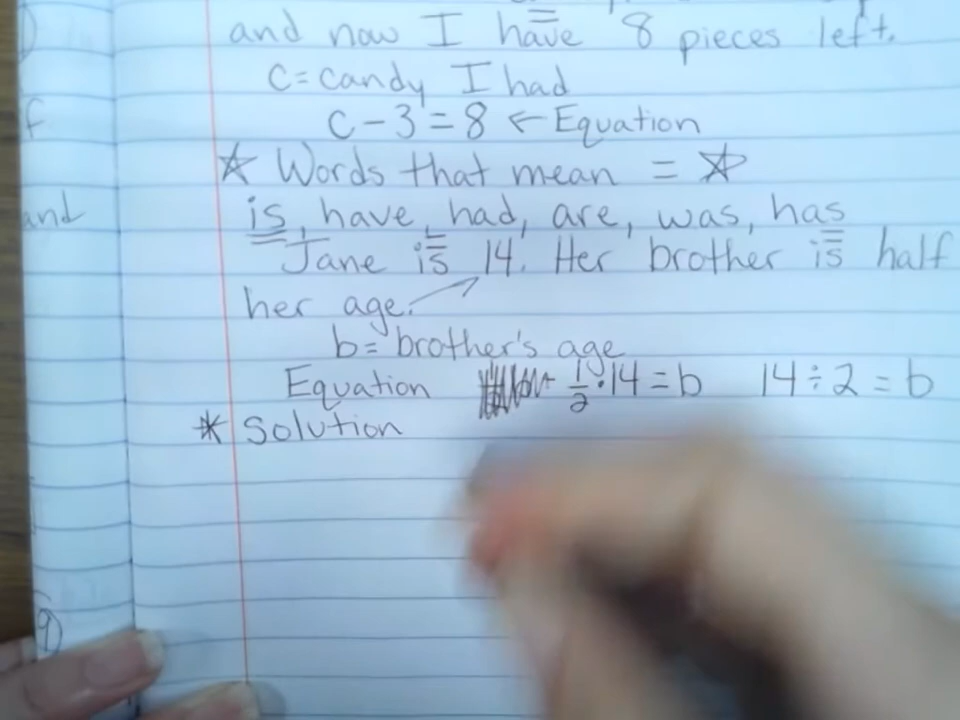 and now I have 8 pieces left.
c = candy I had
f
c - 3 = 8 ← Equation
☆ Words that mean = ☆
and
is, have, had, are, was, has
Jane is 14. Her brother is half
her age.
b = brother's age
Equation 1/2 · 14 = b 14 ÷ 2 = b
* Solution
9)